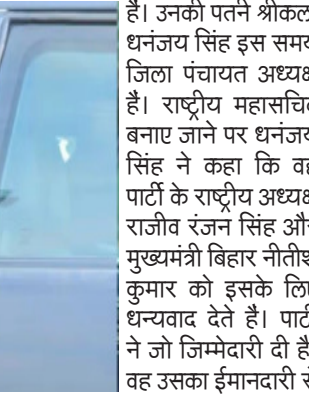 हैं। उनकी पतनी श्रीकला
धनंजय सिंह इस समय
जिला पंचायत अध्यक्ष
हैं। राष्ट्रीय महासचिव
बनाए जाने पर धनंजय
सिंह ने कहा कि वह
पार्टी के राष्ट्रीय अध्यक्ष
राजीव रंजन सिंह और
मुख्यमंत्री बिहार नीतीश
कुमार को इसके लिए
धन्यवाद देते हैं। पार्टी
ने जो जिम्मेदारी दी है
वह उसका ईमानदारी से